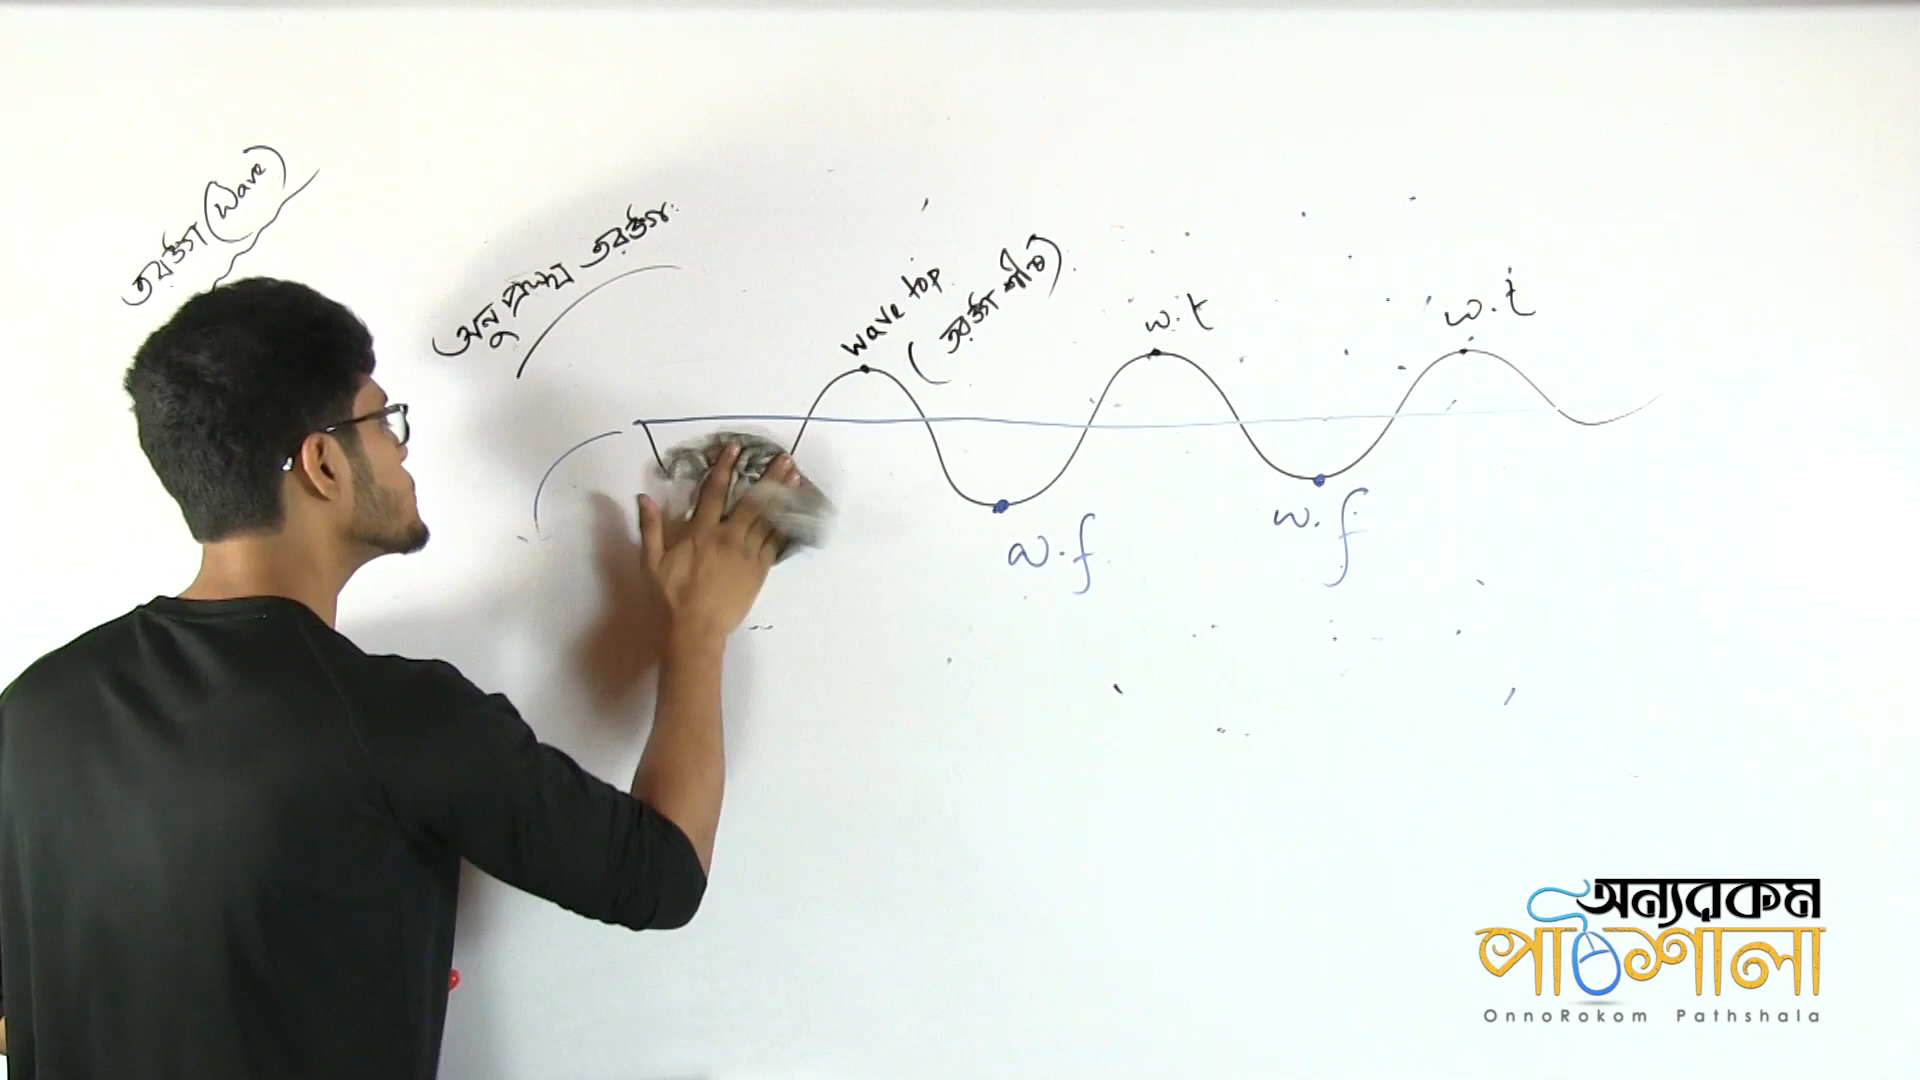 তরঙ্গ (Wave)
অনুপ্রস্থ তরঙ্গ
wave top
(তরঙ্গ শীর্ষ)
w.t
w.t
w.f
w.f
অন্যরকম
পাঠশালা
OnnoRokom Pathshala